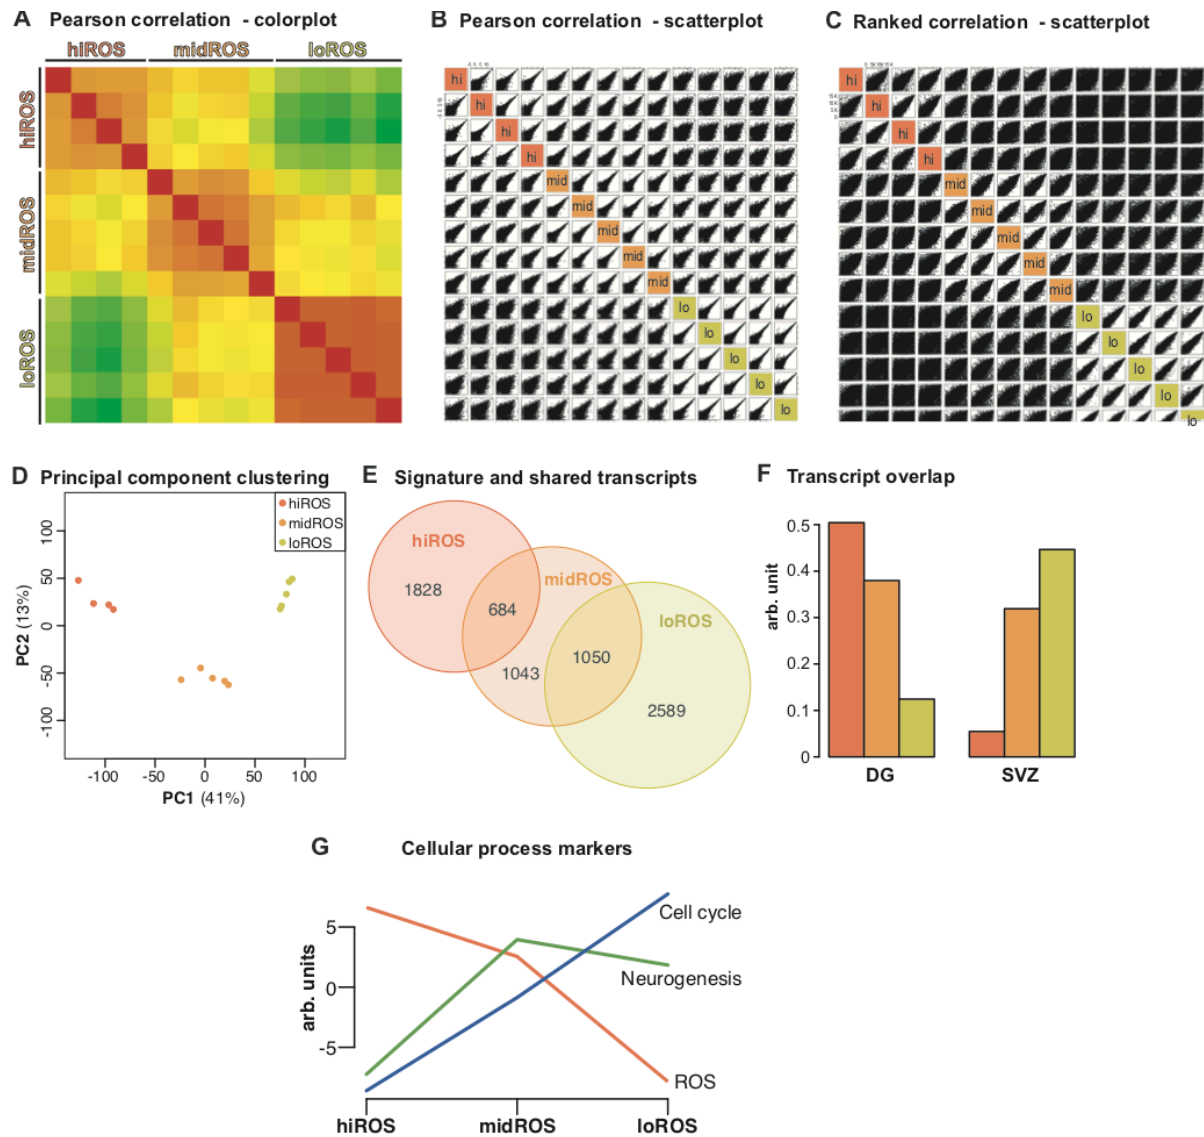 A Pearson correlation - colorplot
hiROS midROS loROS
hiROS
midROS
loROS
B Pearson correlation - scatterplot
hi
hi
hi
hi
mid
mid
mid
mid
mid
lo
lo
lo
lo
lo
C Ranked correlation - scatterplot
hi
hi
hi
hi
mid
mid
mid
mid
mid
lo
lo
lo
lo
lo
D Principal component clustering
hiROS
midROS
loROS
100
50
0
-50
-100
PC2 (13%)
-100 -50 0 50 100
PC1 (41%)
E Signature and shared transcripts
hiROS
midROS
loROS
1828
684
1043
1050
2589
F Transcript overlap
0.5
0.4
0.3
0.2
0.1
0
arb. unit
DG SVZ
G Cellular process markers
5
0
-5
arb. units
Cell cycle
Neurogenesis
ROS
hiROS midROS loROS